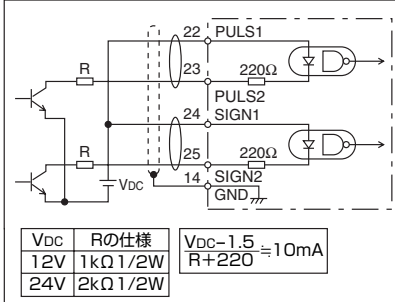 22 PULS1
R
23
220Ω
PULS2
24 SIGN1
R
25
220Ω
VDC
14
SIGN2
GND
VDC Rの仕様
12V 1kΩ1/2W
24V 2kΩ1/2W
VDC-1.5
R+220
≒10mA